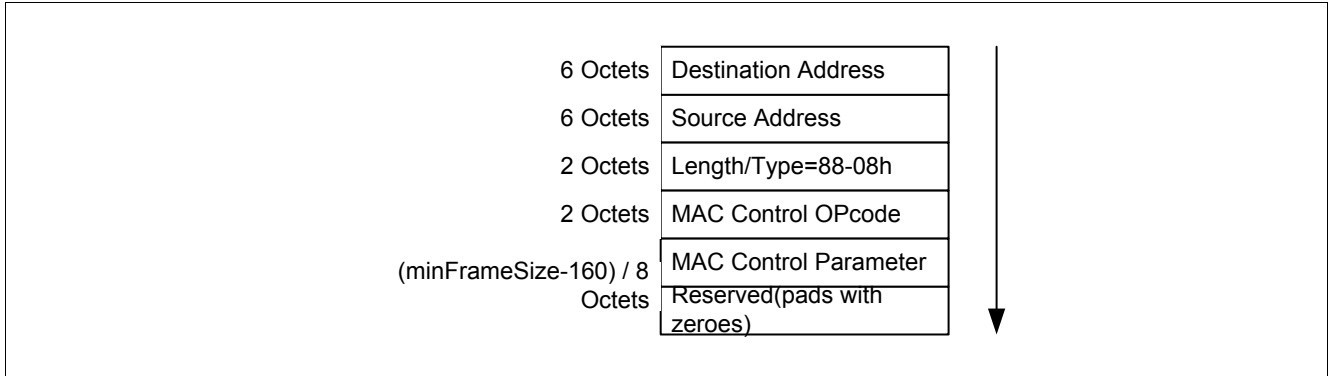 6 Octets Destination Address
6 Octets Source Address
2 Octets Length/Type=88-08h
2 Octets MAC Control OPcode
(minFrameSize-160) / 8
Octets
MAC Control Parameter
Reserved(pads with
zeroes)